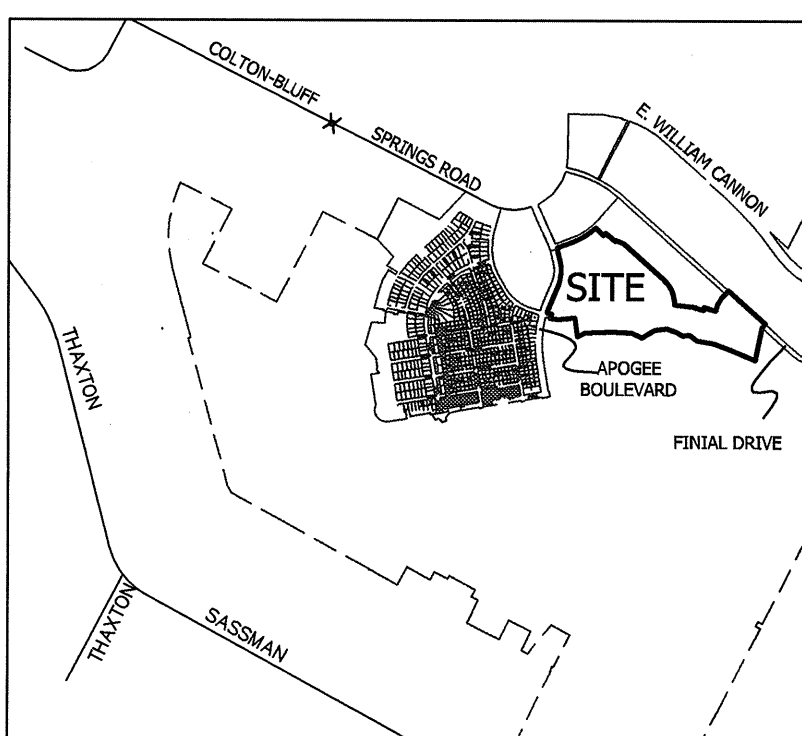 COLTON-BLUFF
SPRINGS ROAD
E. WILLIAM CANNON
SITE
THAXTON
APOGEE
BOULEVARD
FINIAL DRIVE
THAXTON
SASSMAN